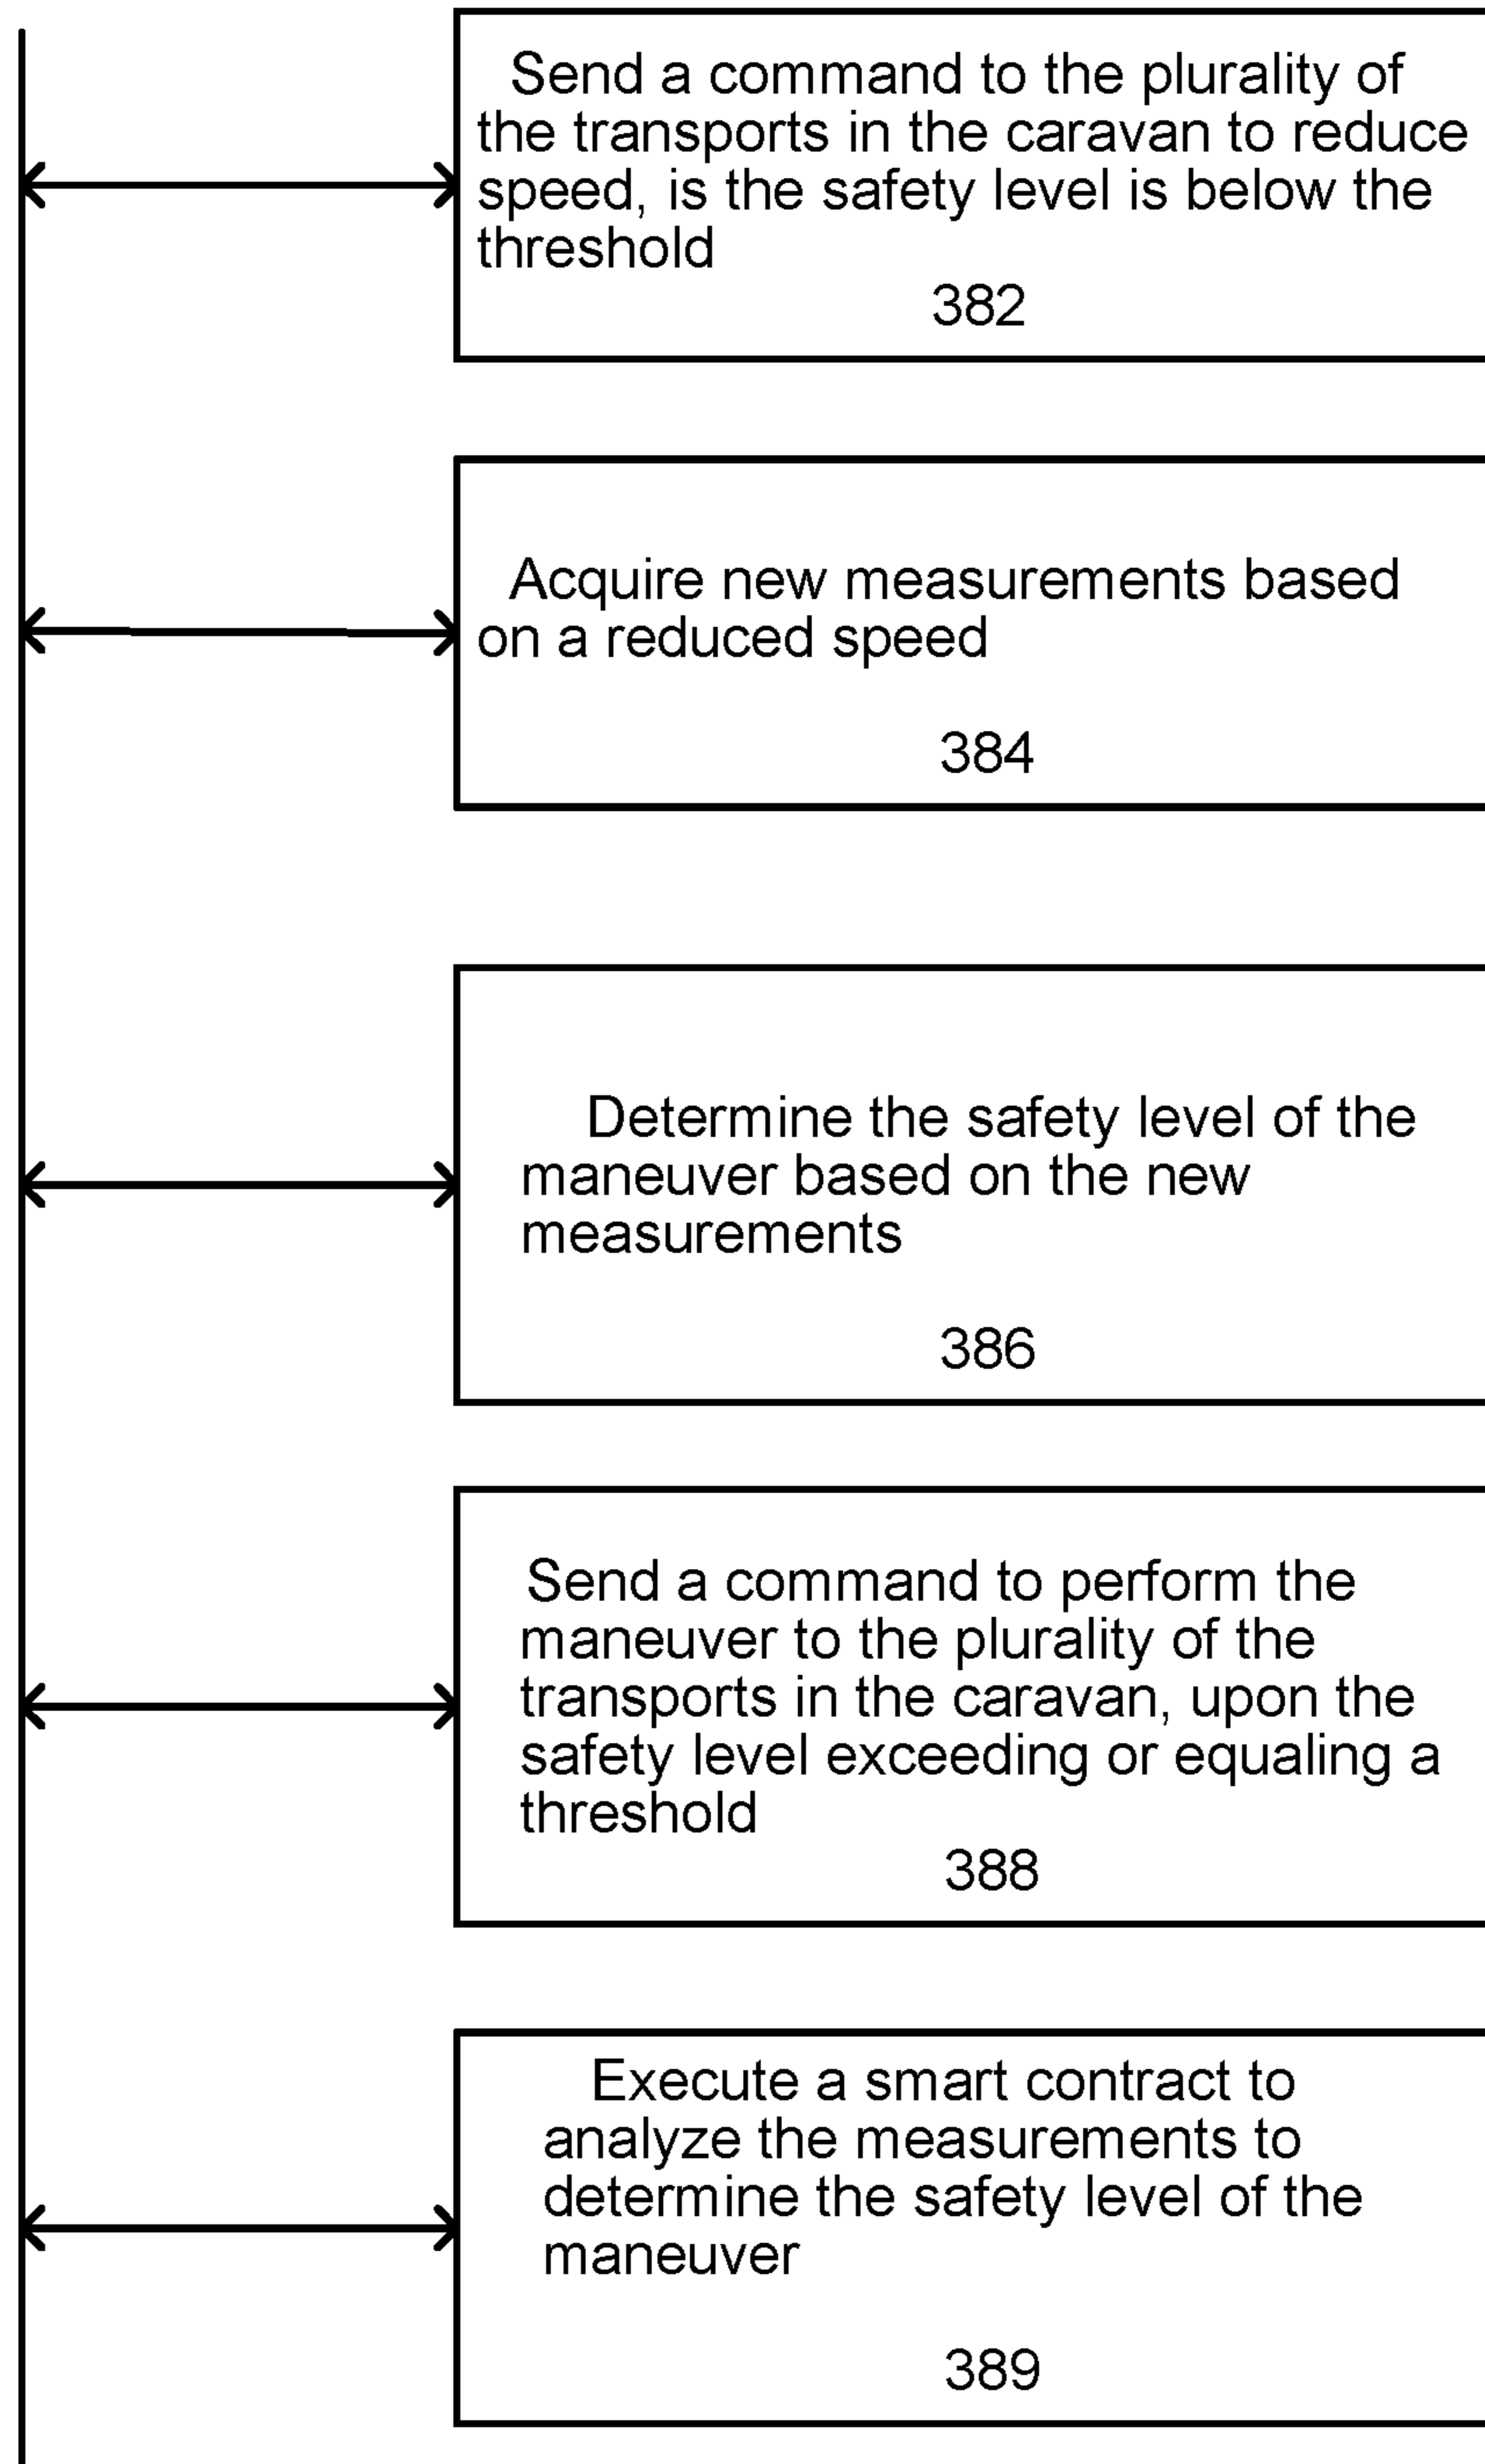 Send a command to the plurality of
the transports in the caravan to reduce
speed, is the safety level is below the
threshold
382
Acquire new measurements based
on a reduced speed
384
Determine the safety level of the
maneuver based on the new
measurements
386
Send a command to perform the
maneuver to the plurality of the
transports in the caravan, upon the
safety level exceeding or equaling a
threshold
388
Execute a smart contract to
analyze the measurements to
determine the safety level of the
maneuver
389